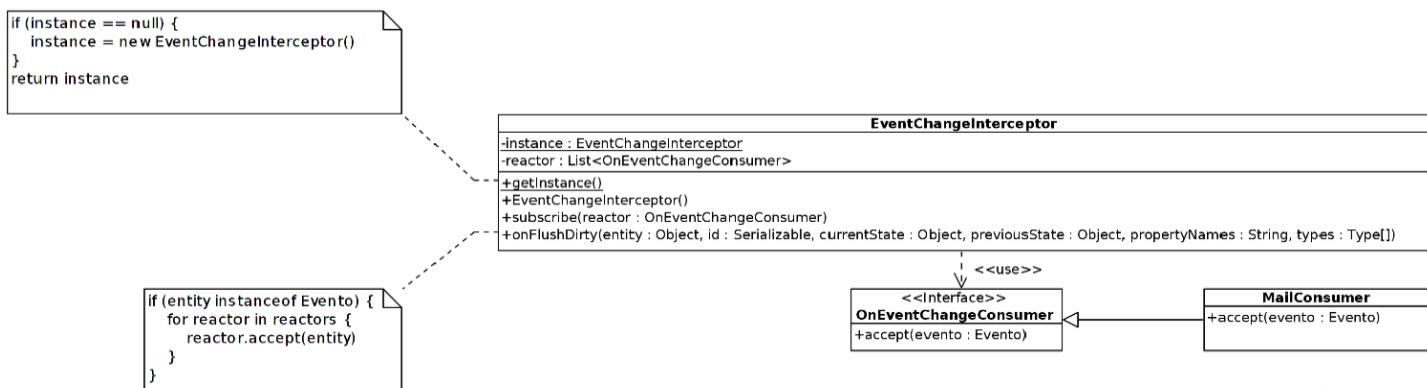 if (instance == null) {
instance = new EventChangeInterceptor()
}
return instance
EventChangeInterceptor
-instance : EventChangeInterceptor
-reactor : List<OnEventChangeConsumer>
+getInstance()
+EventChangeInterceptor()
+subscribe(reactor : OnEventChangeConsumer)
+onFlushDirty(entity : Object, id : Serializable, currentState : Object, previousState : Object, propertyNames : String, types : Type[])
<<use>>
if (entity instanceof Evento) {
for reactor in reactors {
reactor.accept(entity)
}
}
<<Interface>>
OnEventChangeConsumer
+accept(evento : Evento)
MailConsumer
+accept(evento : Evento)